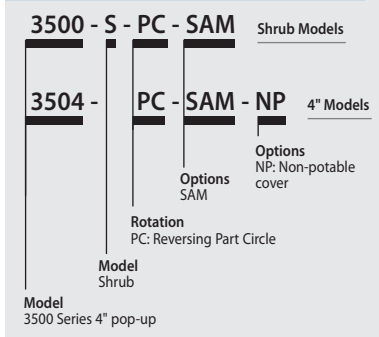 3500 - S - PC - SAM Shrub Models
3504 - PC - SAM - NP 4" Models
Options
NP: Non-potable
cover
Options
SAM
Rotation
PC: Reversing Part Circle
Model
Shrub
Model
3500 Series 4" pop-up